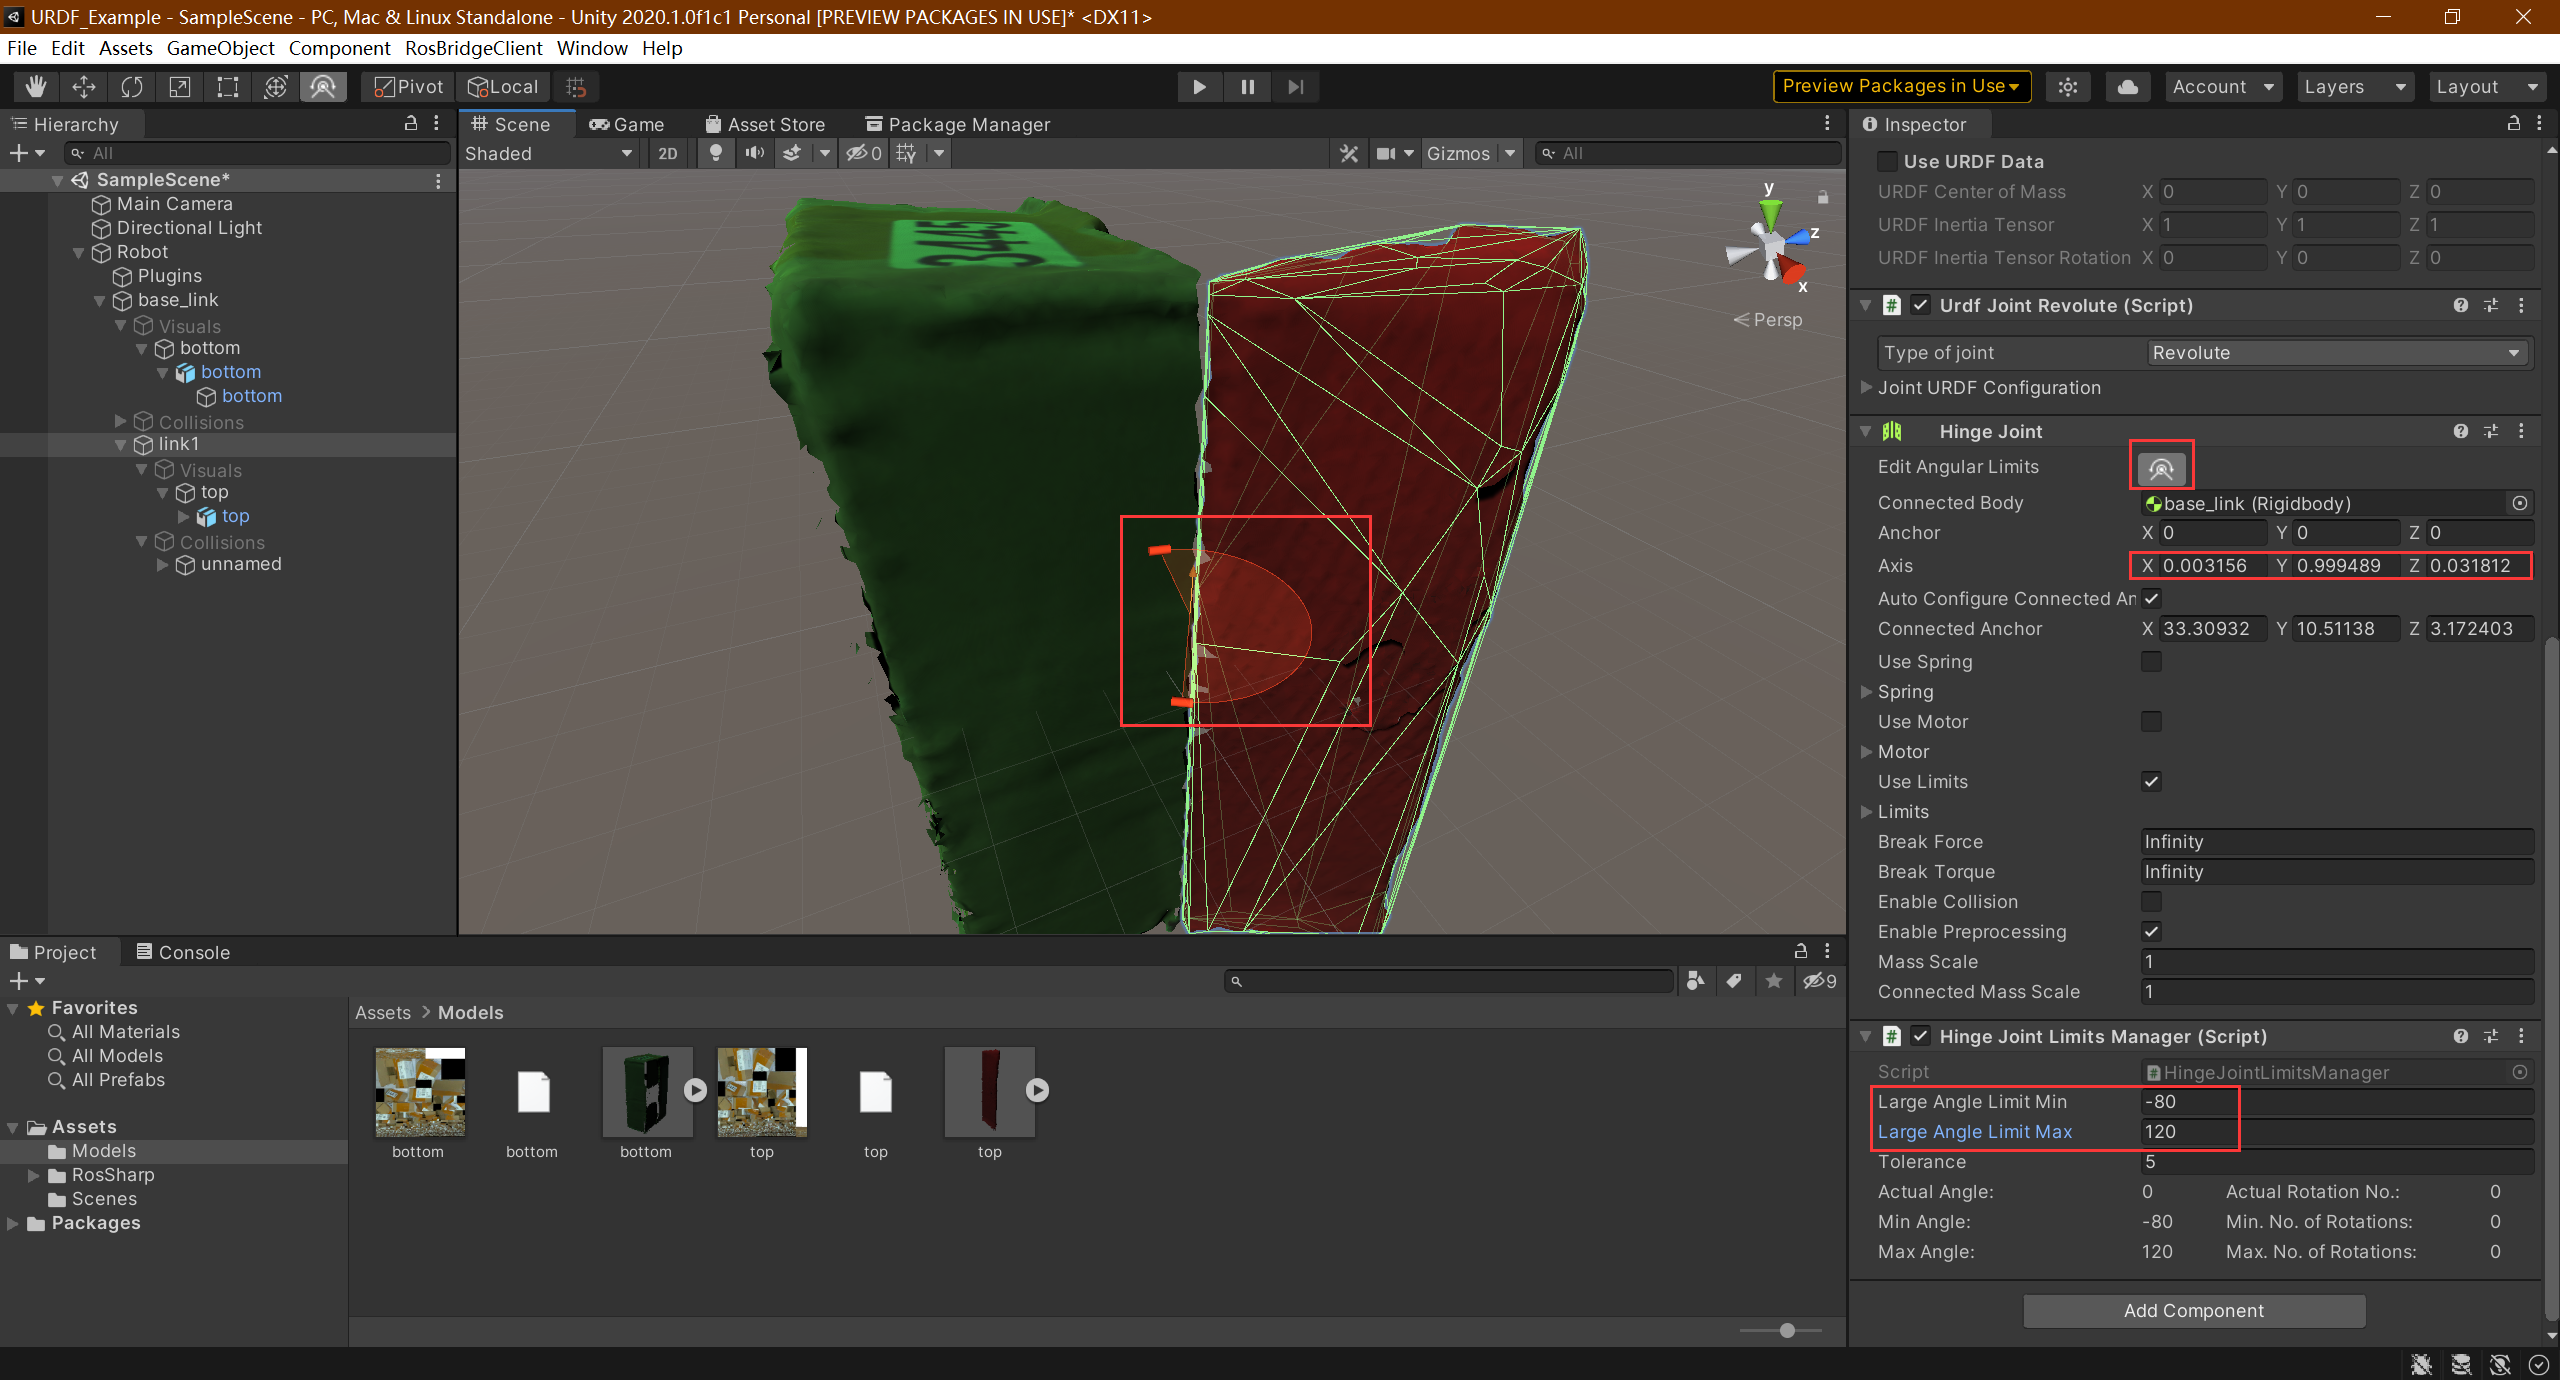 URDF_Example - SampleScene - PC, Mac & Linux Standalone - Unity 2020.1.0f1c1 Personal [PREVIEW PACKAGES IN USE]* <DX11>
File Edit Assets GameObject Component RosBridgeClient Window Help
Pivot Local Preview Packages in Use Account Layers Layout
Hierarchy
All
SampleScene*
Main Camera
Directional Light
Robot
Plugins
base_link
Visuals
bottom
bottom
bottom
Collisions
link1
Visuals
top
top
Collisions
unnamed
Scene Game Asset Store Package Manager
Shaded 2D 0 Gizmos All
3445
y
z
x
Persp
Inspector
Use URDF Data
URDF Center of Mass X 0 Y 0 Z 0
URDF Inertia Tensor X 1 Y 1 Z 1
URDF Inertia Tensor Rotation X 0 Y 0 Z 0
Urdf Joint Revolute (Script)
Type of joint Revolute
Joint URDF Configuration
Hinge Joint
Edit Angular Limits
Connected Body base_link (Rigidbody)
Anchor X 0 Y 0 Z 0
Axis X 0.003156 Y 0.999489 Z 0.031812
Auto Configure Connected An
Connected Anchor X 33.30932 Y 10.51138 Z 3.172403
Use Spring
Spring
Use Motor
Motor
Use Limits
Limits
Break Force Infinity
Break Torque Infinity
Enable Collision
Enable Preprocessing
Mass Scale 1
Connected Mass Scale 1
Hinge Joint Limits Manager (Script)
Script HingeJointLimitsManager
Large Angle Limit Min -80
Large Angle Limit Max 120
Tolerance 5
Actual Angle: 0 Actual Rotation No.: 0
Min Angle: -80 Min. No. of Rotations: 0
Max Angle: 120 Max. No. of Rotations: 0
Add Component
Project Console
9
Favorites
All Materials
All Models
All Prefabs
Assets
Models
RosSharp
Scenes
Packages
Assets > Models
bottom bottom bottom top top top